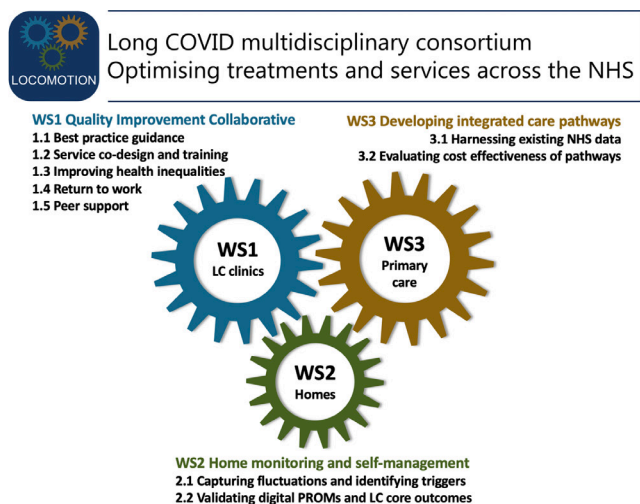 LOCOMOTION
Long COVID multidisciplinary consortium
Optimising treatments and services across the NHS
WS1 Quality Improvement Collaborative
1.1 Best practice guidance
1.2 Service co-design and training
1.3 Improving health inequalities
1.4 Return to work
1.5 Peer support
WS3 Developing integrated care pathways
3.1 Harnessing existing NHS data
3.2 Evaluating cost effectiveness of pathways
WS1
LC clinics
WS3
Primary
care
WS2
Homes
WS2 Home monitoring and self-management
2.1 Capturing fluctuations and identifying triggers
2.2 Validating digital PROMs and LC core outcomes